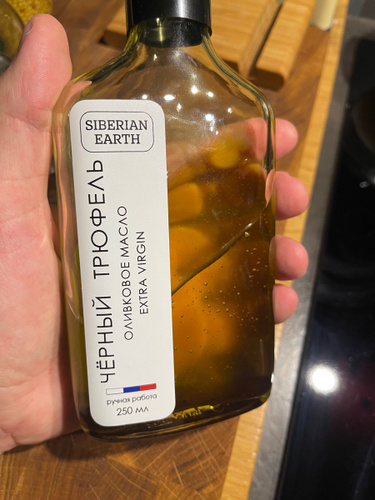 SIBERIAN
EARTH
ЧЁРНЫЙ ТРЮФЕЛЬ
ОЛИВКОВОЕ МАСЛО
EXTRA VIRGIN
ручная работа
250 мл